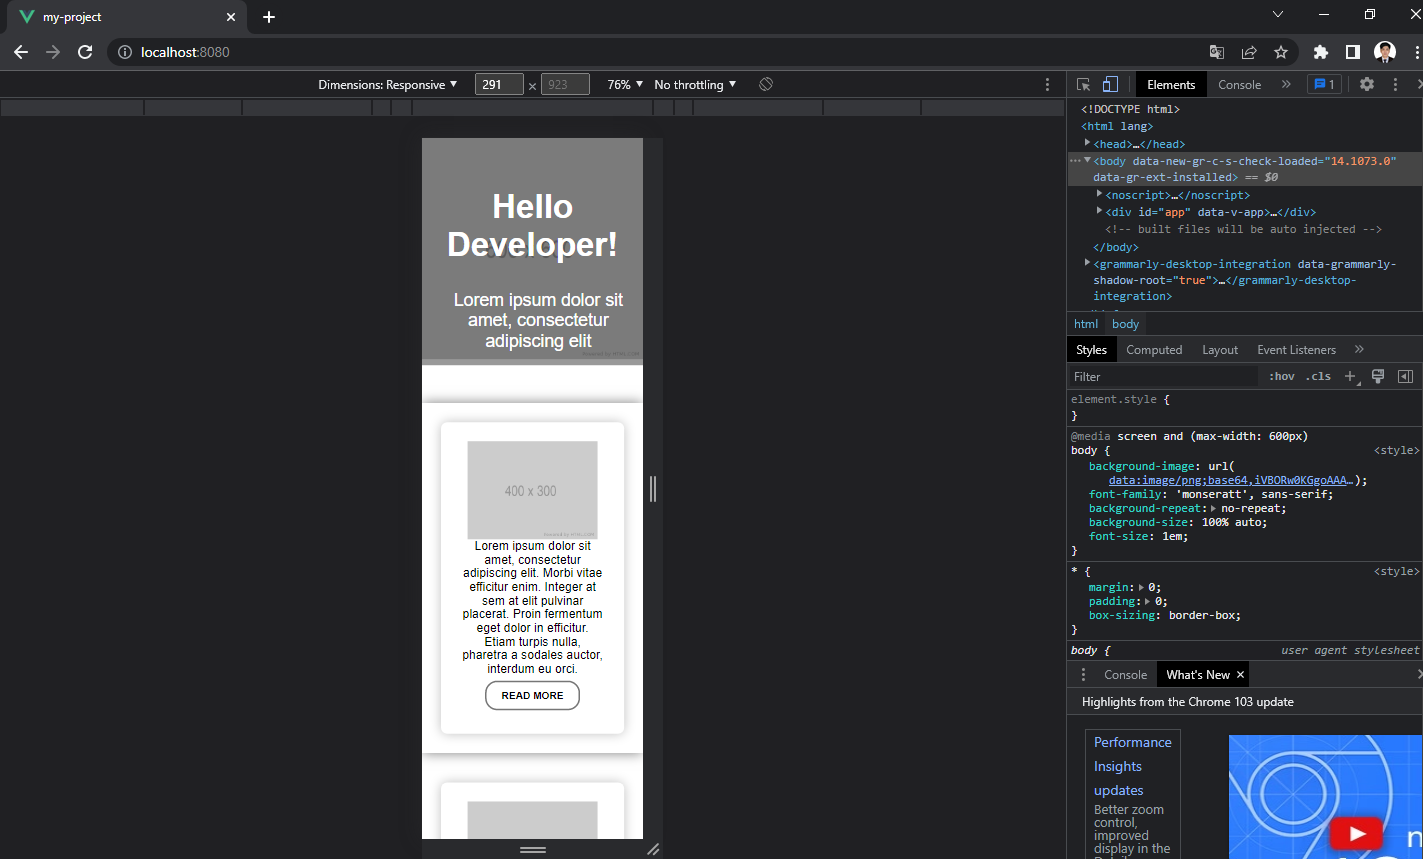 my-project
localhost:8080
Dimensions: Responsive
291 × 923
76%
No throttling
Elements
Console
1
Hello
Developer!
Lorem ipsum dolor sit
amet, consectetur
adipiscing elit
Powered by HTML.COM
400 x 300
Powered by HTML.COM
Lorem ipsum dolor sit
amet, consectetur
adipiscing elit. Morbi vitae
efficitur enim. Integer at
sem at elit pulvinar
placerat. Proin fermentum
eget dolor in efficitur.
Etiam turpis nulla,
pharetra a sodales auctor,
interdum eu orci.
READ MORE
<!DOCTYPE html>
<html lang>
<head>…</head>
<body data-new-gr-c-s-check-loaded="14.1073.0"
data-gr-ext-installed> == $0
<noscript>…</noscript>
<div id="app" data-v-app>…</div>
<!-- built files will be auto injected -->
</body>
<grammarly-desktop-integration data-grammarly-
shadow-root="true">…</grammarly-desktop-
integration>
html body
Styles Computed Layout Event Listeners
Filter
:hov .cls
element.style {
}
@media screen and (max-width: 600px)
body { <style>
background-image: url(
data:image/png;base64,iVBORw0KGgoAAA…);
font-family: 'monseratt', sans-serif;
background-repeat: no-repeat;
background-size: 100% auto;
font-size: 1em;
}
* { <style>
margin: 0;
padding: 0;
box-sizing: border-box;
}
body { user agent stylesheet
Console What's New
Highlights from the Chrome 103 update
Performance
Insights
updates
Better zoom
control,
improved
display in the
n